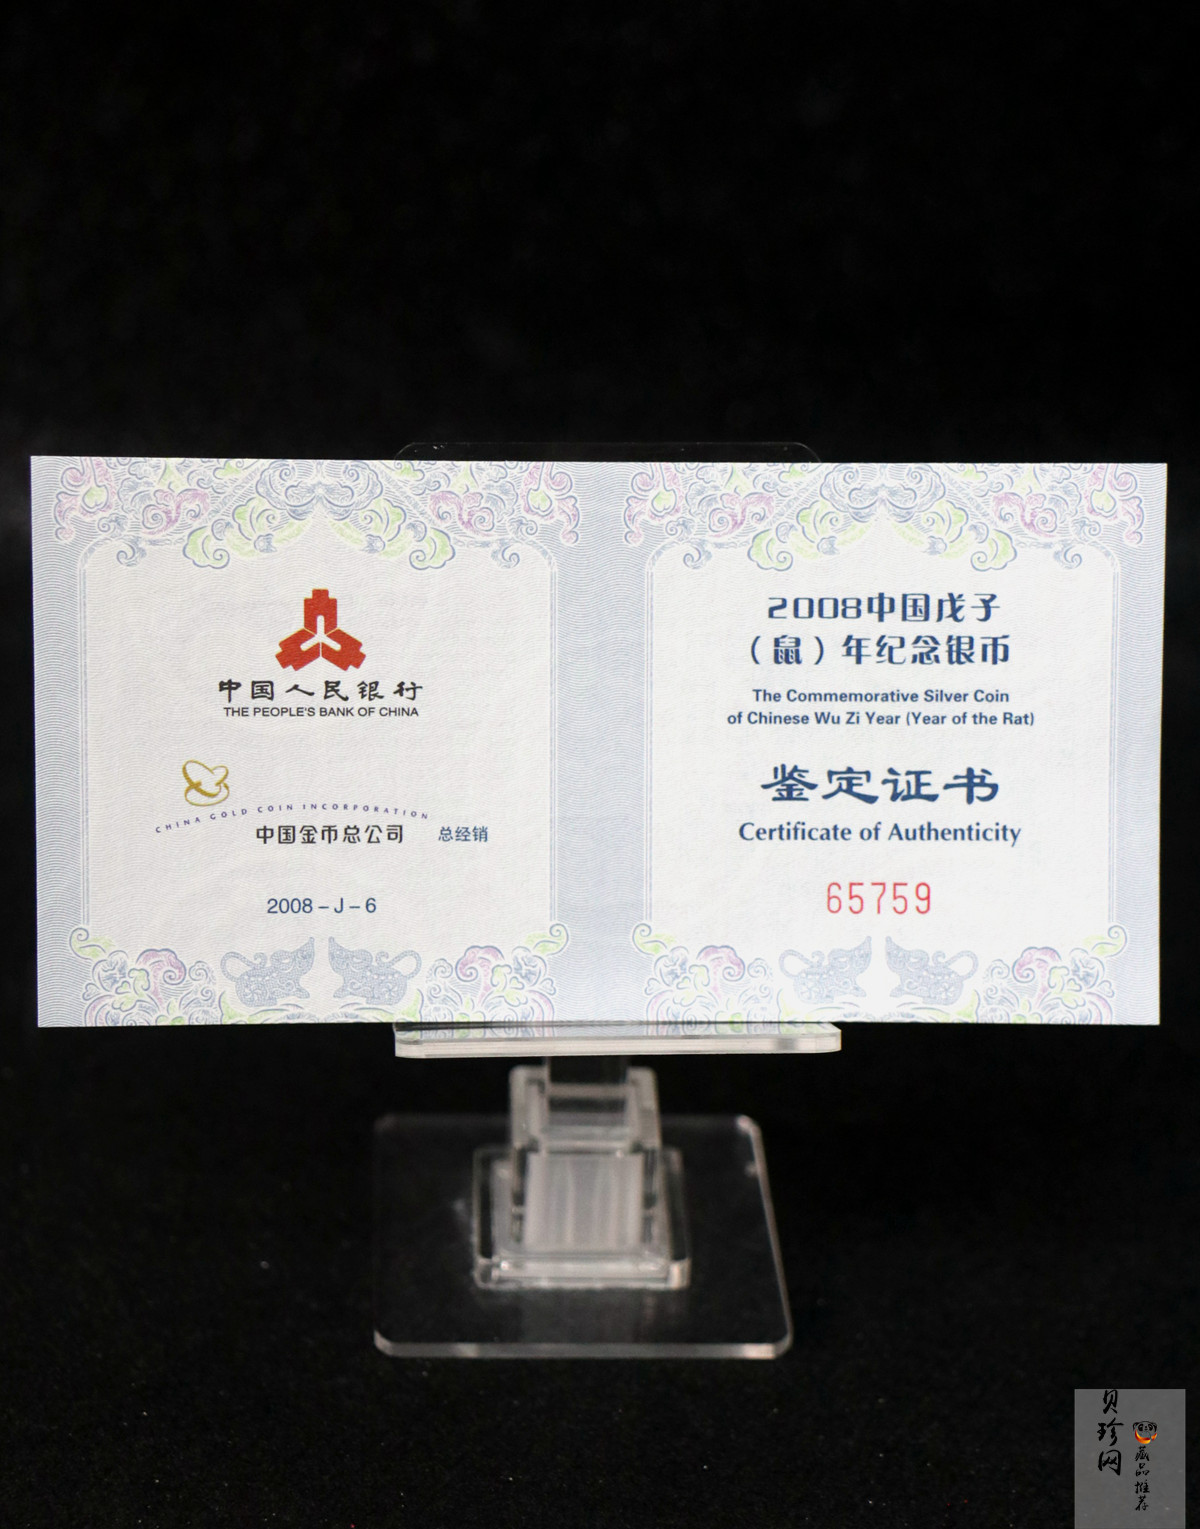 中国人民银行
THE PEOPLE'S BANK OF CHINA
CHINA GOLD COIN INCORPORATION
中国金币总公司 总经销
2008-J-6
2008中国戊子
（鼠）年纪念银币
The Commemorative Silver Coin
of Chinese Wu Zi Year (Year of the Rat)
鉴定证书
Certificate of Authenticity
65759
贝珍网
藏品推荐